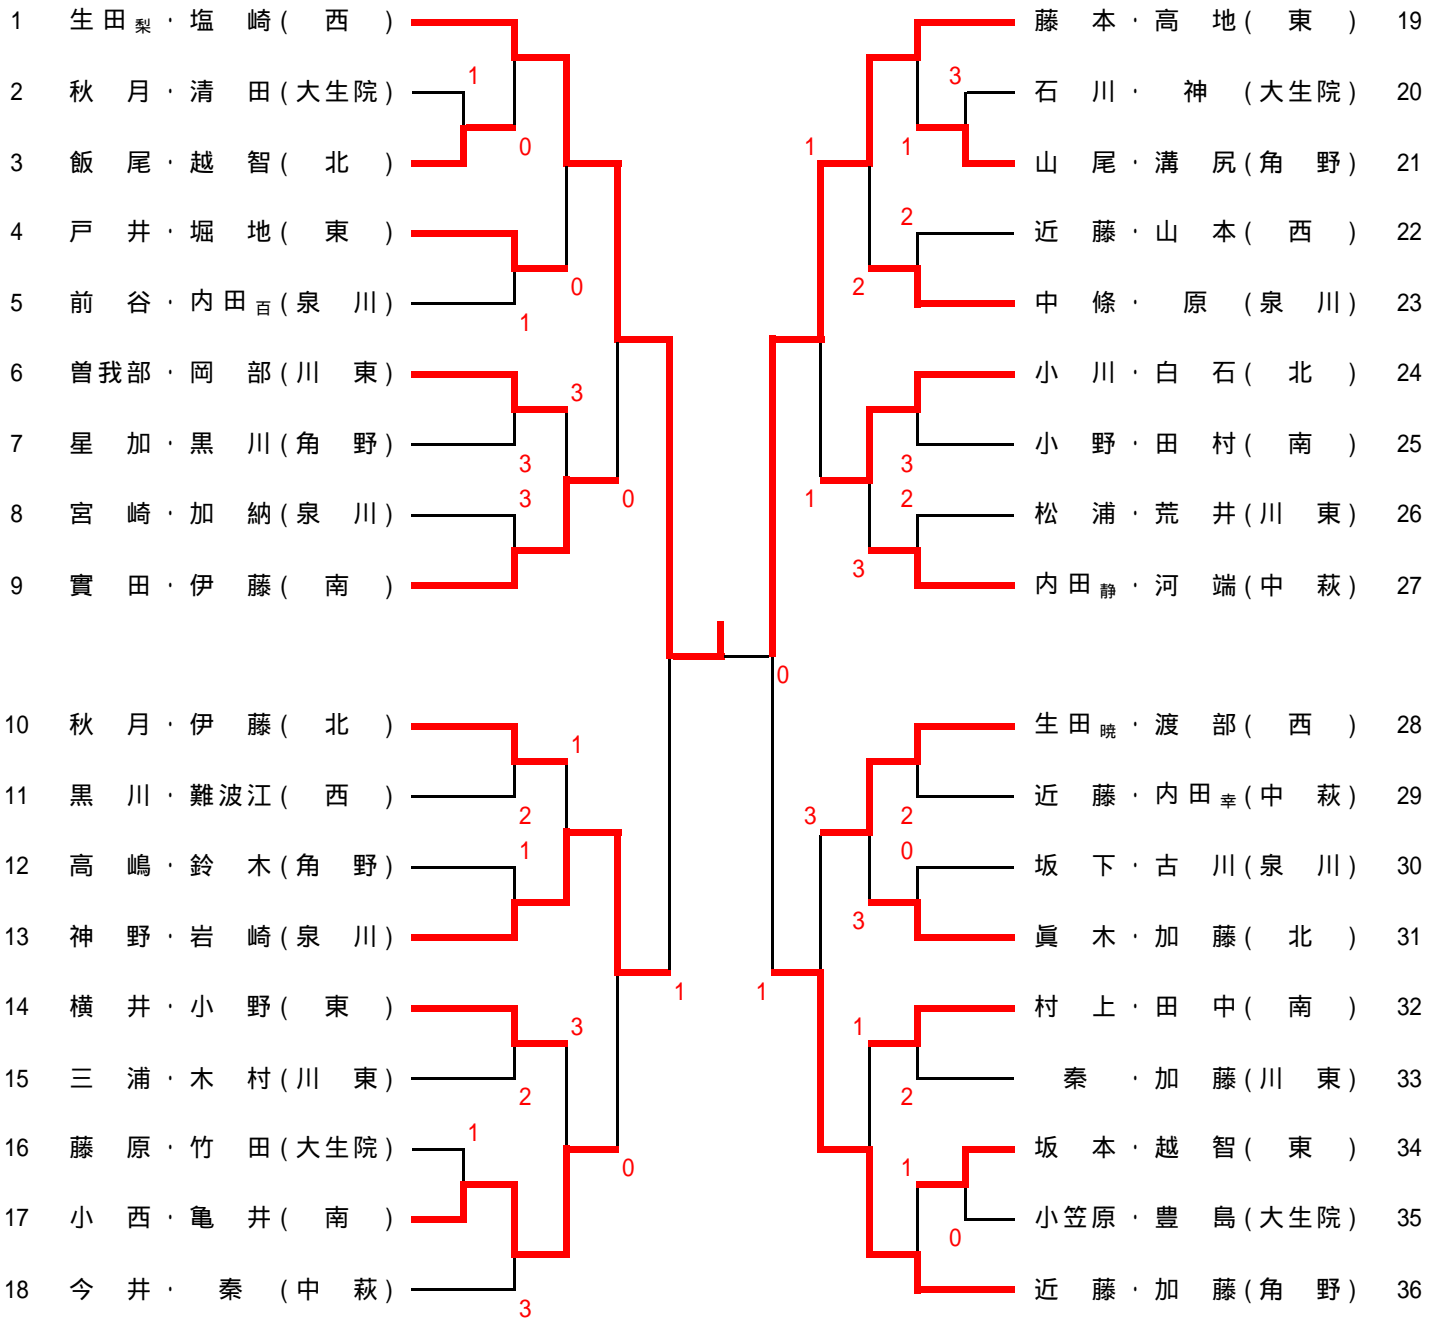 1 生田梨・塩崎(西)
1
2 秋月・清田(大生院)
0
3 飯尾・越智(北)
4 戸井・堀地(東)
0
5 前谷・内田百(泉川)
1
6 曽我部・岡部(川東)
3
7 星加・黒川(角野)
3
3
0
8 宮崎・加納(泉川)
9 實田・伊藤(南)
10 秋月・伊藤(北)
1
11 黒川・難波江(西)
2
1
12 高嶋・鈴木(角野)
13 神野・岩崎(泉川)
1
14 横井・小野(東)
3
15 三浦・木村(川東)
2
1
16 藤原・竹田(大生院)
0
17 小西・亀井(南)
18 今井・秦(中萩)
3
0
藤本・高地(東) 19
3
石川・神(大生院) 20
1
1
山尾・溝尻(角野) 21
2
近藤・山本(西) 22
2
中條・原(泉川) 23
小川・白石(北) 24
小野・田村(南) 25
3
1
2
松浦・荒井(川東) 26
3
内田静・河端(中萩) 27
生田暁・渡部(西) 28
近藤・内田幸(中萩) 29
3
2
0
坂下・古川(泉川) 30
3
眞木・加藤(北) 31
1
村上・田中(南) 32
1
秦・加藤(川東) 33
2
坂本・越智(東) 34
1
小笠原・豊島(大生院) 35
0
近藤・加藤(角野) 36